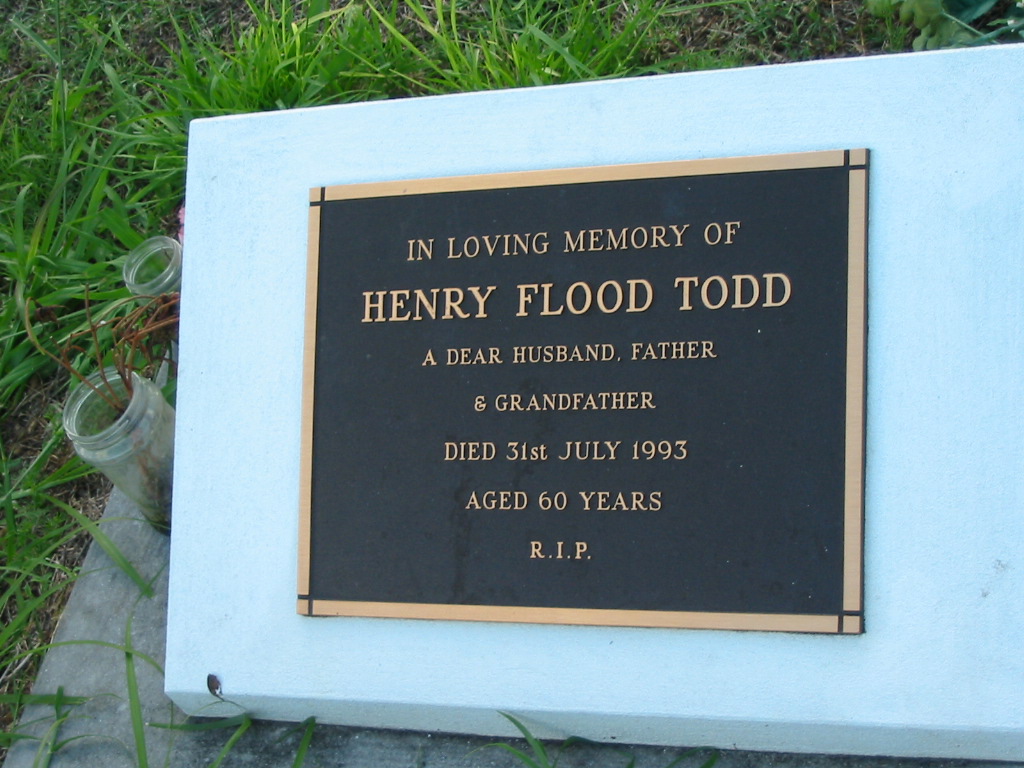 IN LOVING MEMORY OF
HENRY FLOOD TODD
A DEAR HUSBAND, FATHER
& GRANDFATHER
DIED 31st JULY 1993
AGED 60 YEARS
R.I.P.